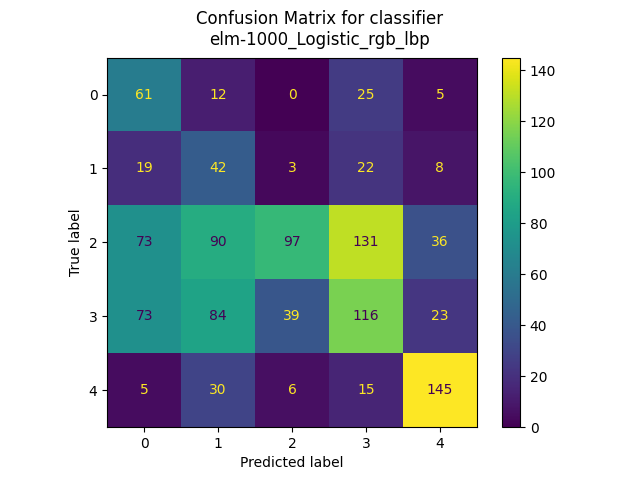 Confusion Matrix for classifier
elm-1000_Logistic_rgb_lbp
0 61 12 0 25 5
1 19 42 3 22 8
2 73 90 97 131 36
3 73 84 39 116 23
4 5 30 6 15 145
0 1 2 3 4
Predicted label
True label
140
120
100
80
60
40
20
0